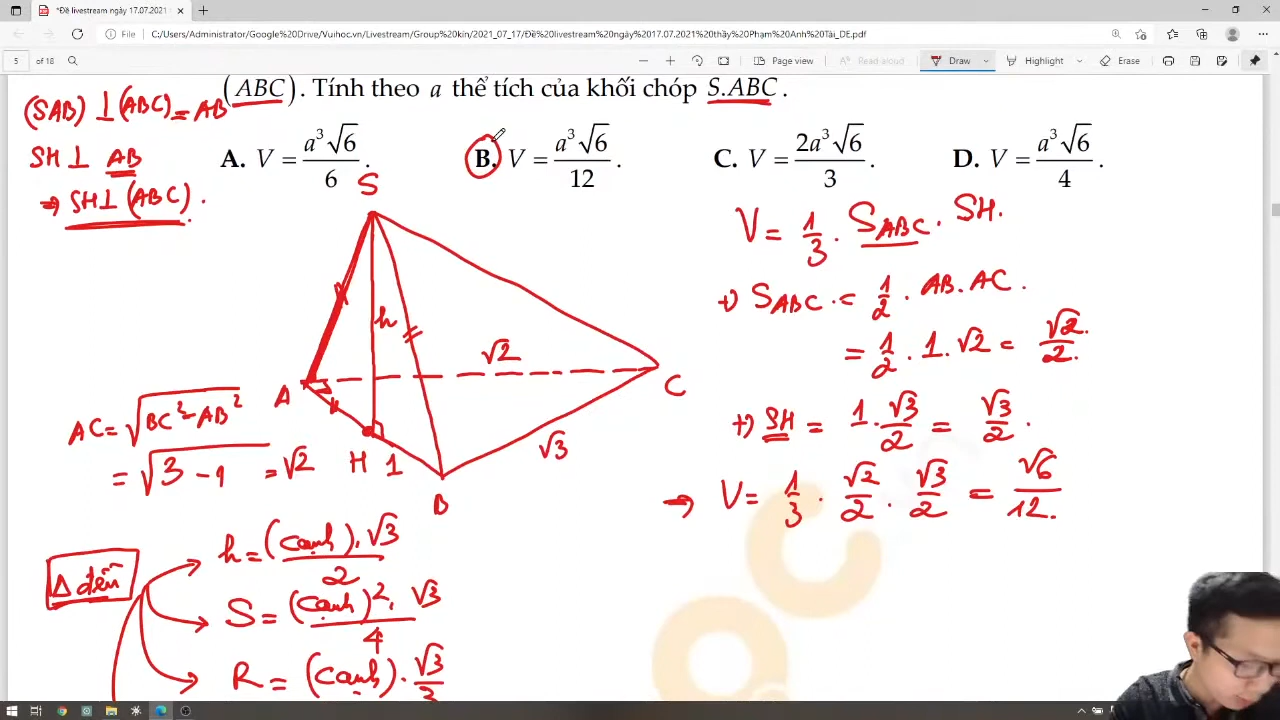 *Đề livestream ngày 17.07.2021
File | C:/Users/Administrator/Google%20Drive/Vuihoc.vn/Livestream/Group%20kin/2021_07_17/Đề%20livestream%20ngày%2017.07.2021%20thầy%20Phạm%20Anh%20Tài_DE.pdf
5 of 18 Page view Read aloud Draw Highlight Erase
(ABC). Tính theo a thể tích của khối chóp S.ABC.
A. V = a³√6/6. B. V = a³√6/12. C. V = 2a³√6/3. D. V = a³√6/4.
(SAB) ⊥ (ABC) = AB
SH ⊥ AB
⇒ SH ⊥ (ABC).
S
h
√2
A
C
H 1
√3
B
AC = √(BC² - AB²)
= √(3 - 1) = √2
V = 1/3 . S_ABC . SH.
+) S_ABC = 1/2 . AB . AC.
= 1/2 . 1 . √2 = √2/2.
+) SH = 1 . √3/2 = √3/2.
→ V = 1/3 . √2/2 . √3/2 = √6/12.
Δ đều
h = (cạnh).√3/2
S = (cạnh)².√3/4
R = (cạnh).√3/3